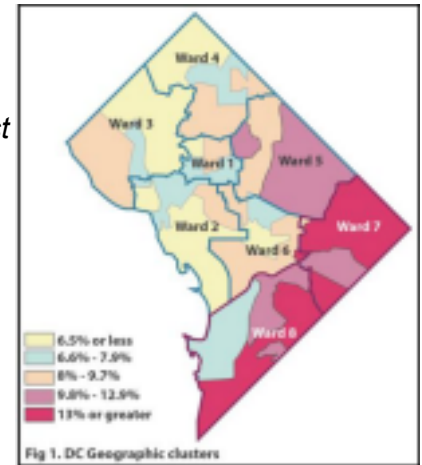 Ward 4
ct
Ward 3
Ward 1
Ward 5
Ward 2
Ward 7
Ward 6
Ward 8
6.5% or less
6.6% - 7.9%
8% - 9.7%
9.8% - 12.9%
13% or greater
Fig 1. DC Geographic clusters